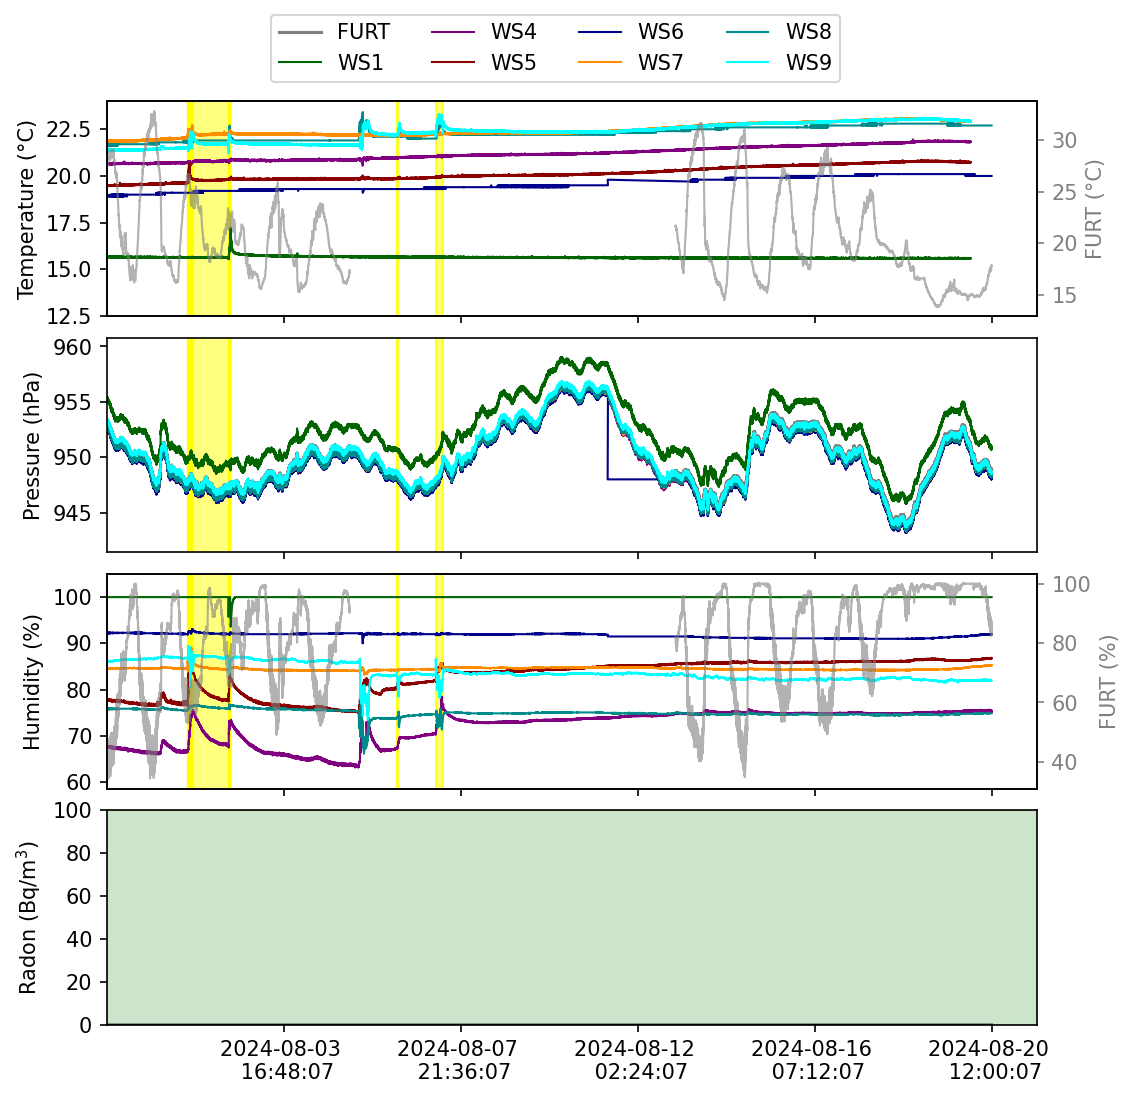 FURT WS4 WS6 WS8
WS1 WS5 WS7 WS9
Temperature (°C)
22.5
20.0
17.5
15.0
12.5
30
25
20
15
FURT (°C)
Pressure (hPa)
960
955
950
945
Humidity (%)
100
90
80
70
60
100
80
60
40
FURT (%)
Radon (Bq/m³)
100
80
60
40
20
0
2024-08-03 2024-08-07 2024-08-12 2024-08-16 2024-08-20
16:48:07 21:36:07 02:24:07 07:12:07 12:00:07